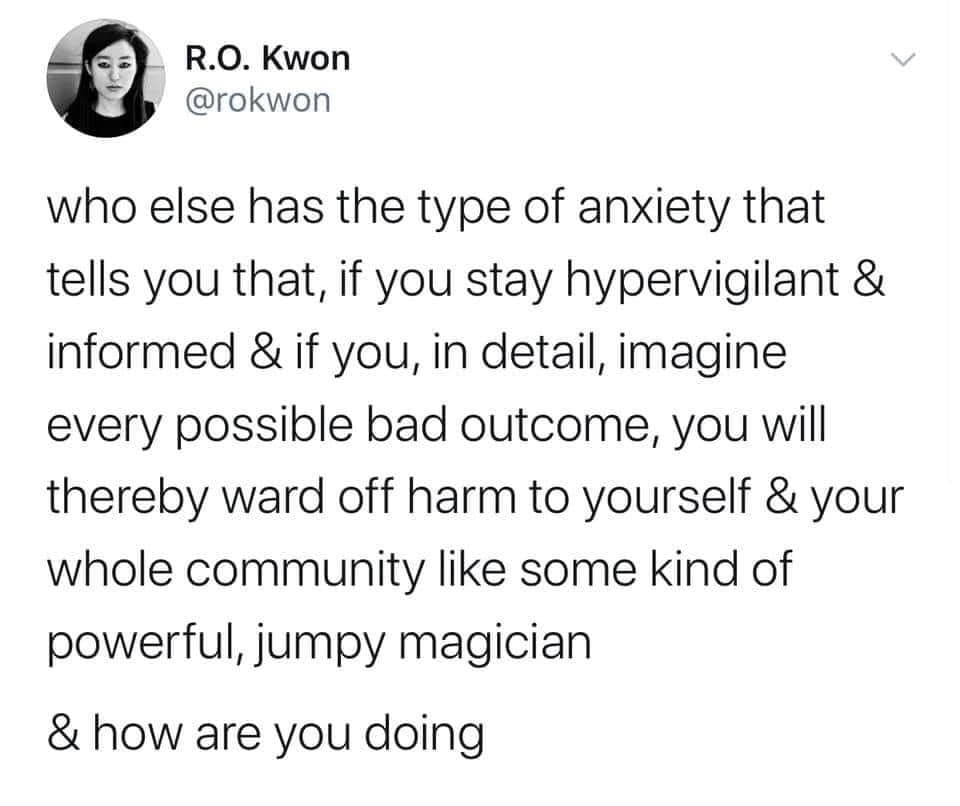 R.O. Kwon
@rokwon
who else has the type of anxiety that
tells you that, if you stay hypervigilant &
informed & if you, in detail, imagine
every possible bad outcome, you will
thereby ward off harm to yourself & your
whole community like some kind of
powerful, jumpy magician
& how are you doing